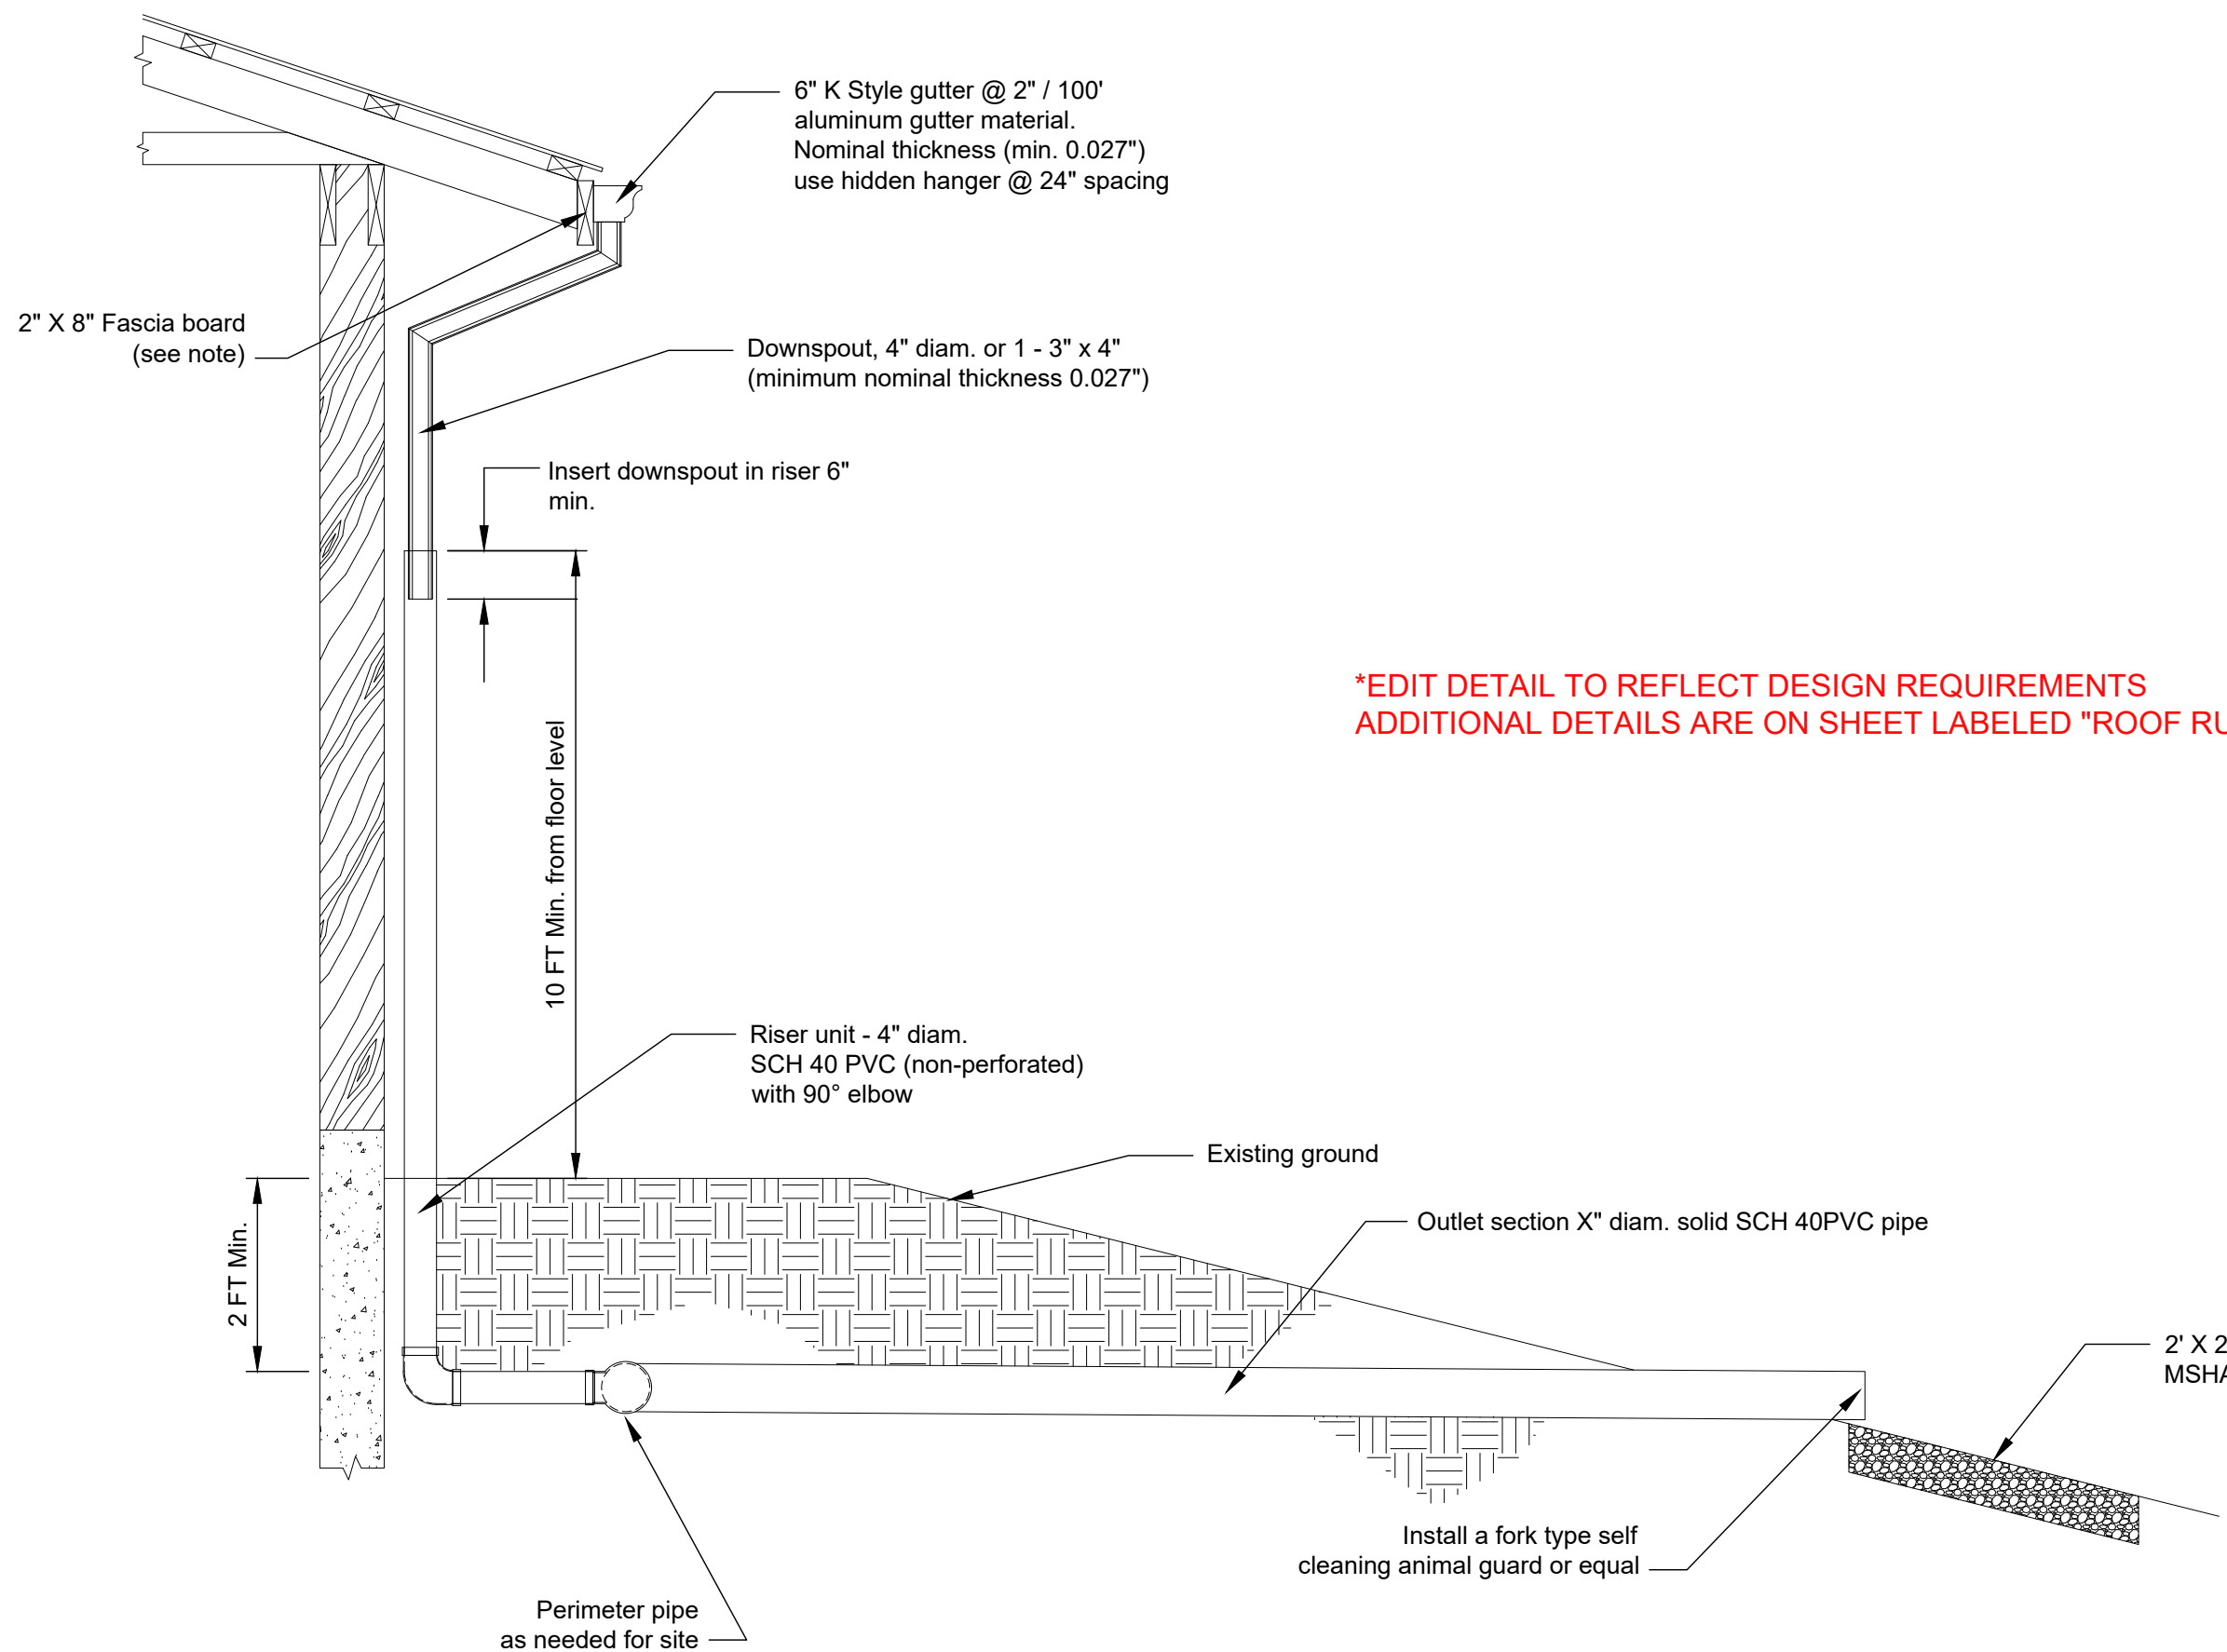 6" K Style gutter @ 2" / 100'
aluminum gutter material.
Nominal thickness (min. 0.027")
use hidden hanger @ 24" spacing
2" X 8" Fascia board
(see note)
Downspout, 4" diam. or 1 - 3" x 4"
(minimum nominal thickness 0.027")
Insert downspout in riser 6"
min.
*EDIT DETAIL TO REFLECT DESIGN REQUIREMENTS
ADDITIONAL DETAILS ARE ON SHEET LABELED "ROOF
10 FT Min. from floor level
Riser unit - 4" diam.
SCH 40 PVC (non-perforated)
with 90° elbow
Existing ground
Outlet section X" diam. solid SCH 40PVC pipe
2 FT Min.
2' X 2
Install a fork type self
cleaning animal guard or equal
Perimeter pipe
as needed for site